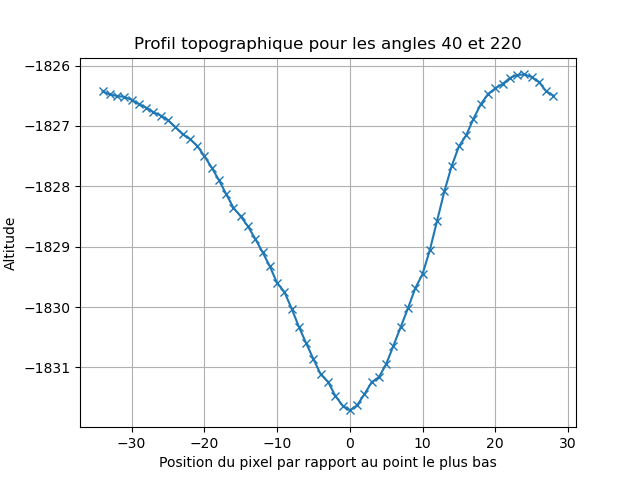 Profil topographique pour les angles 40 et 220
−1826
−1827
−1828
−1829
−1830
−1831
Altitude
−30 −20 −10 0 10 20 30
Position du pixel par rapport au point le plus bas